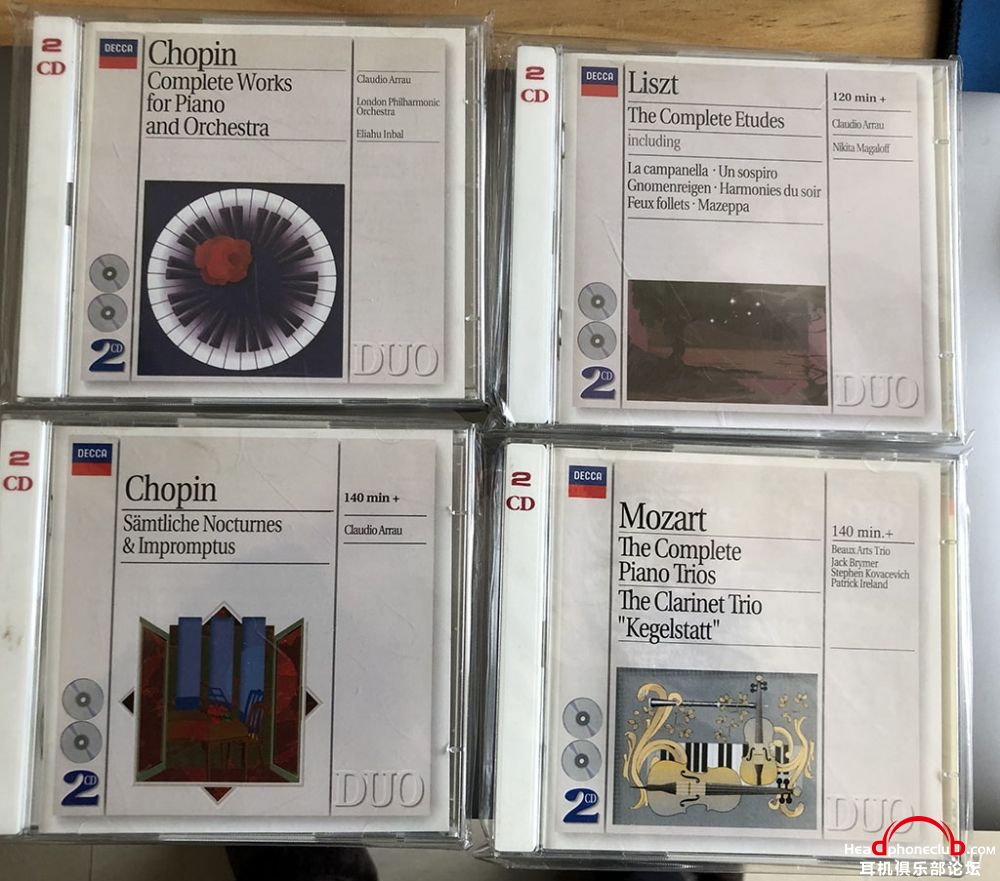 2
CD
DECCA
Chopin
Complete Works
for Piano
and Orchestra
Claudio Arrau
London Philharmonic
Orchestra
Eliahu Inbal
2CD
DUO
2
CD
DECCA
Liszt
The Complete Etudes
including
La campanella · Un sospiro
Gnomenreigen · Harmonies du soir
Feux follets · Mazeppa
120 min +
Claudio Arrau
Nikita Magaloff
2CD
DUO
2
CD
DECCA
Chopin
Sämtliche Nocturnes
& Impromptus
140 min +
Claudio Arrau
2CD
DUO
2
CD
DECCA
Mozart
The Complete
Piano Trios
The Clarinet Trio
"Kegelstatt"
140 min.+
Beaux Arts Trio
Jack Brymer
Stephen Kovacevich
Patrick Ireland
2CD
DUO
Headphoneclub.com
耳机俱乐部论坛